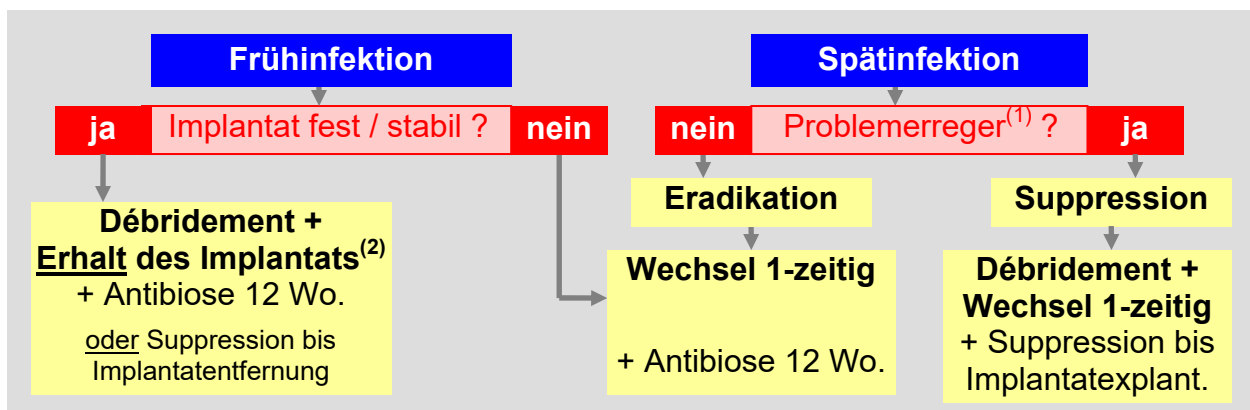 Frühinfektion
ja Implantat fest / stabil ? nein
Débridement +
Erhalt des Implantats(2)
+ Antibiose 12 Wo.
oder Suppression bis
Implantatentfernung
Spätinfektion
nein Problemerreger(1) ? ja
Eradikation
Wechsel 1-zeitig
+ Antibiose 12 Wo.
Suppression
Débridement +
Wechsel 1-zeitig
+ Suppression bis
Implantatexplant.